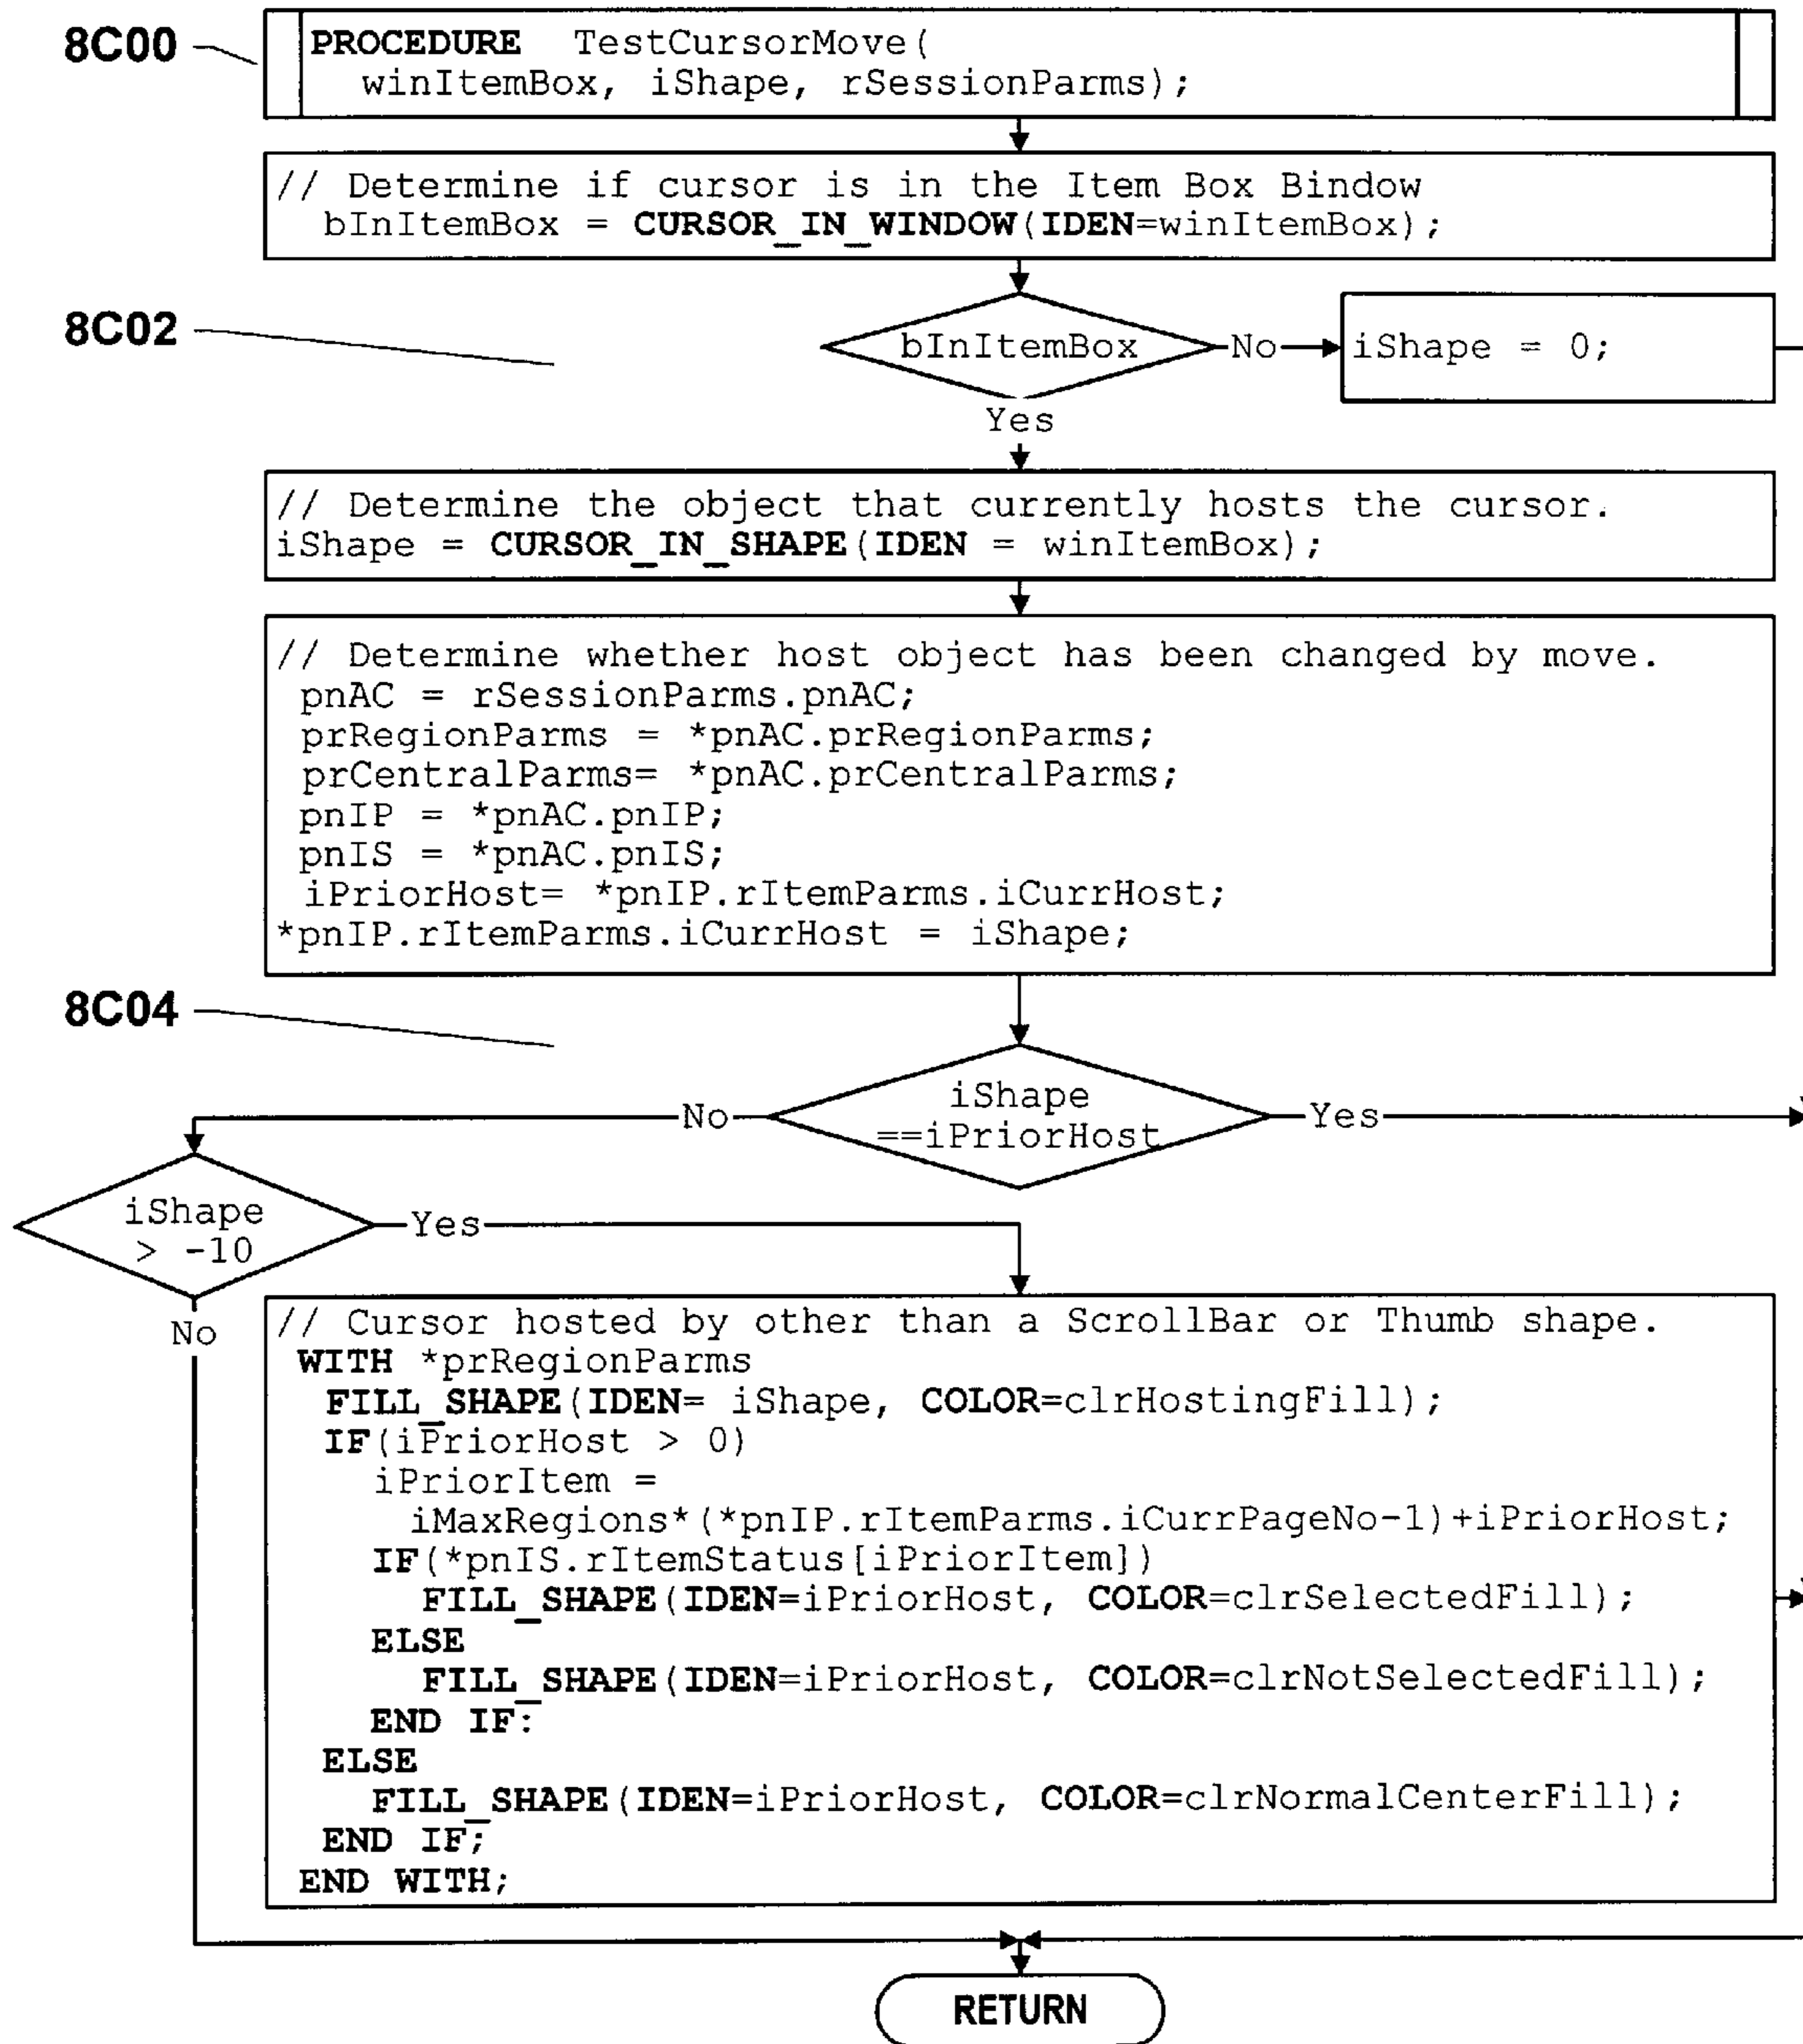 8C00
PROCEDURE TestCursorMove(
winItemBox, iShape, rSessionParms);
// Determine if cursor is in the Item Box Bindow
bInItemBox = CURSOR_IN_WINDOW(IDEN=winItemBox);
8C02
bInItemBox
No
iShape = 0;
Yes
// Determine the object that currently hosts the cursor.
iShape = CURSOR_IN_SHAPE(IDEN = winItemBox);
// Determine whether host object has been changed by move.
pnAC = rSessionParms.pnAC;
prRegionParms = *pnAC.prRegionParms;
prCentralParms= *pnAC.prCentralParms;
pnIP = *pnAC.pnIP;
pnIS = *pnAC.pnIS;
iPriorHost= *pnIP.rItemParms.iCurrHost;
*pnIP.rItemParms.iCurrHost = iShape;
8C04
No
iShape
==iPriorHost
Yes
iShape
> -10
Yes
No
// Cursor hosted by other than a ScrollBar or Thumb shape.
WITH *prRegionParms
FILL_SHAPE(IDEN= iShape, COLOR=clrHostingFill);
IF(iPriorHost > 0)
iPriorItem =
iMaxRegions*(*pnIP.rItemParms.iCurrPageNo-1)+iPriorHost;
IF(*pnIS.rItemStatus[iPriorItem])
FILL_SHAPE(IDEN=iPriorHost, COLOR=clrSelectedFill);
ELSE
FILL_SHAPE(IDEN=iPriorHost, COLOR=clrNotSelectedFill);
END IF:
ELSE
FILL_SHAPE(IDEN=iPriorHost, COLOR=clrNormalCenterFill);
END IF;
END WITH;
RETURN